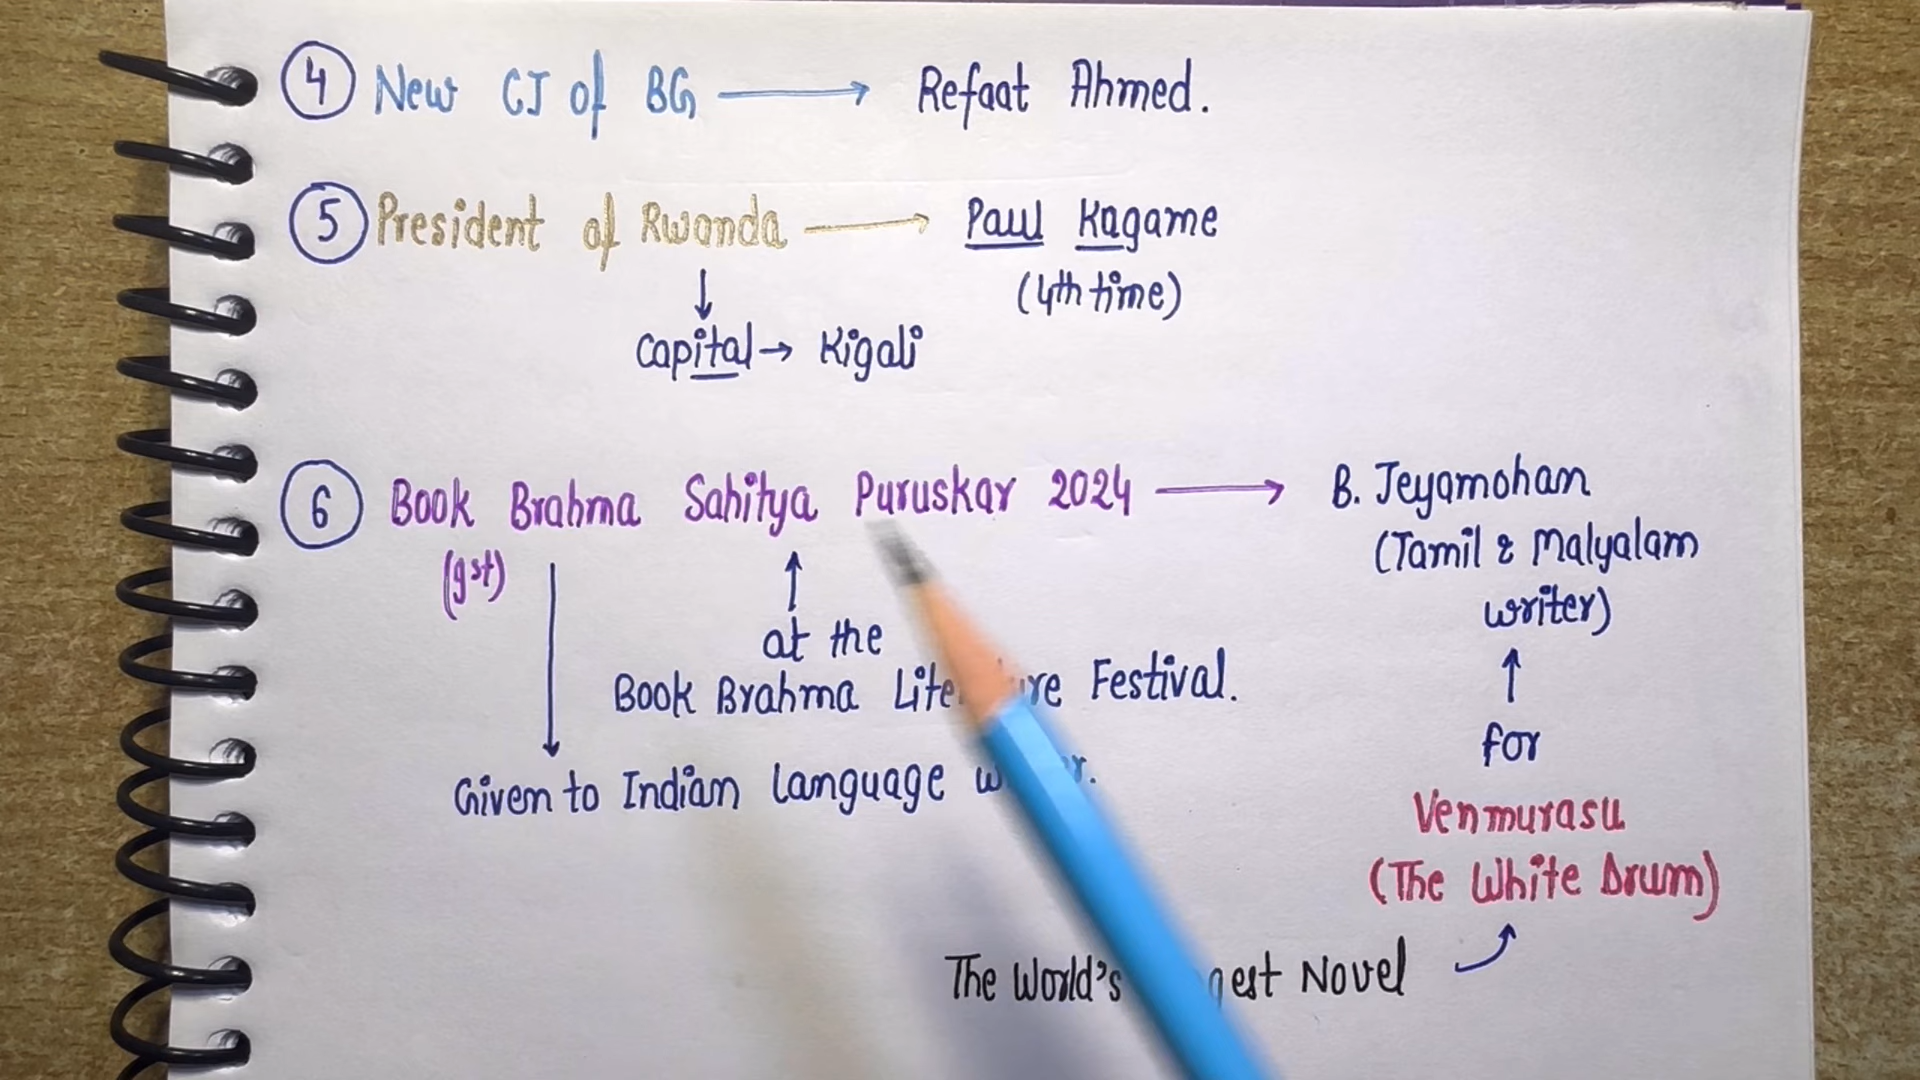 4 New CJ of BG → Refaat Ahmed.
5 President of Rwanda → Paul Kagame
(4th time)
↓
Capital → Kigali
6 Book Brahma Sahitya Puruskar 2024 → B. Jeyamohan
(Tamil & Malyalam
writer)
(gst)
↑
at the
Book Brahma Festival.
Given to Indian Language
↑
for
Venmurasu
(The White Drum)
The World's Novel